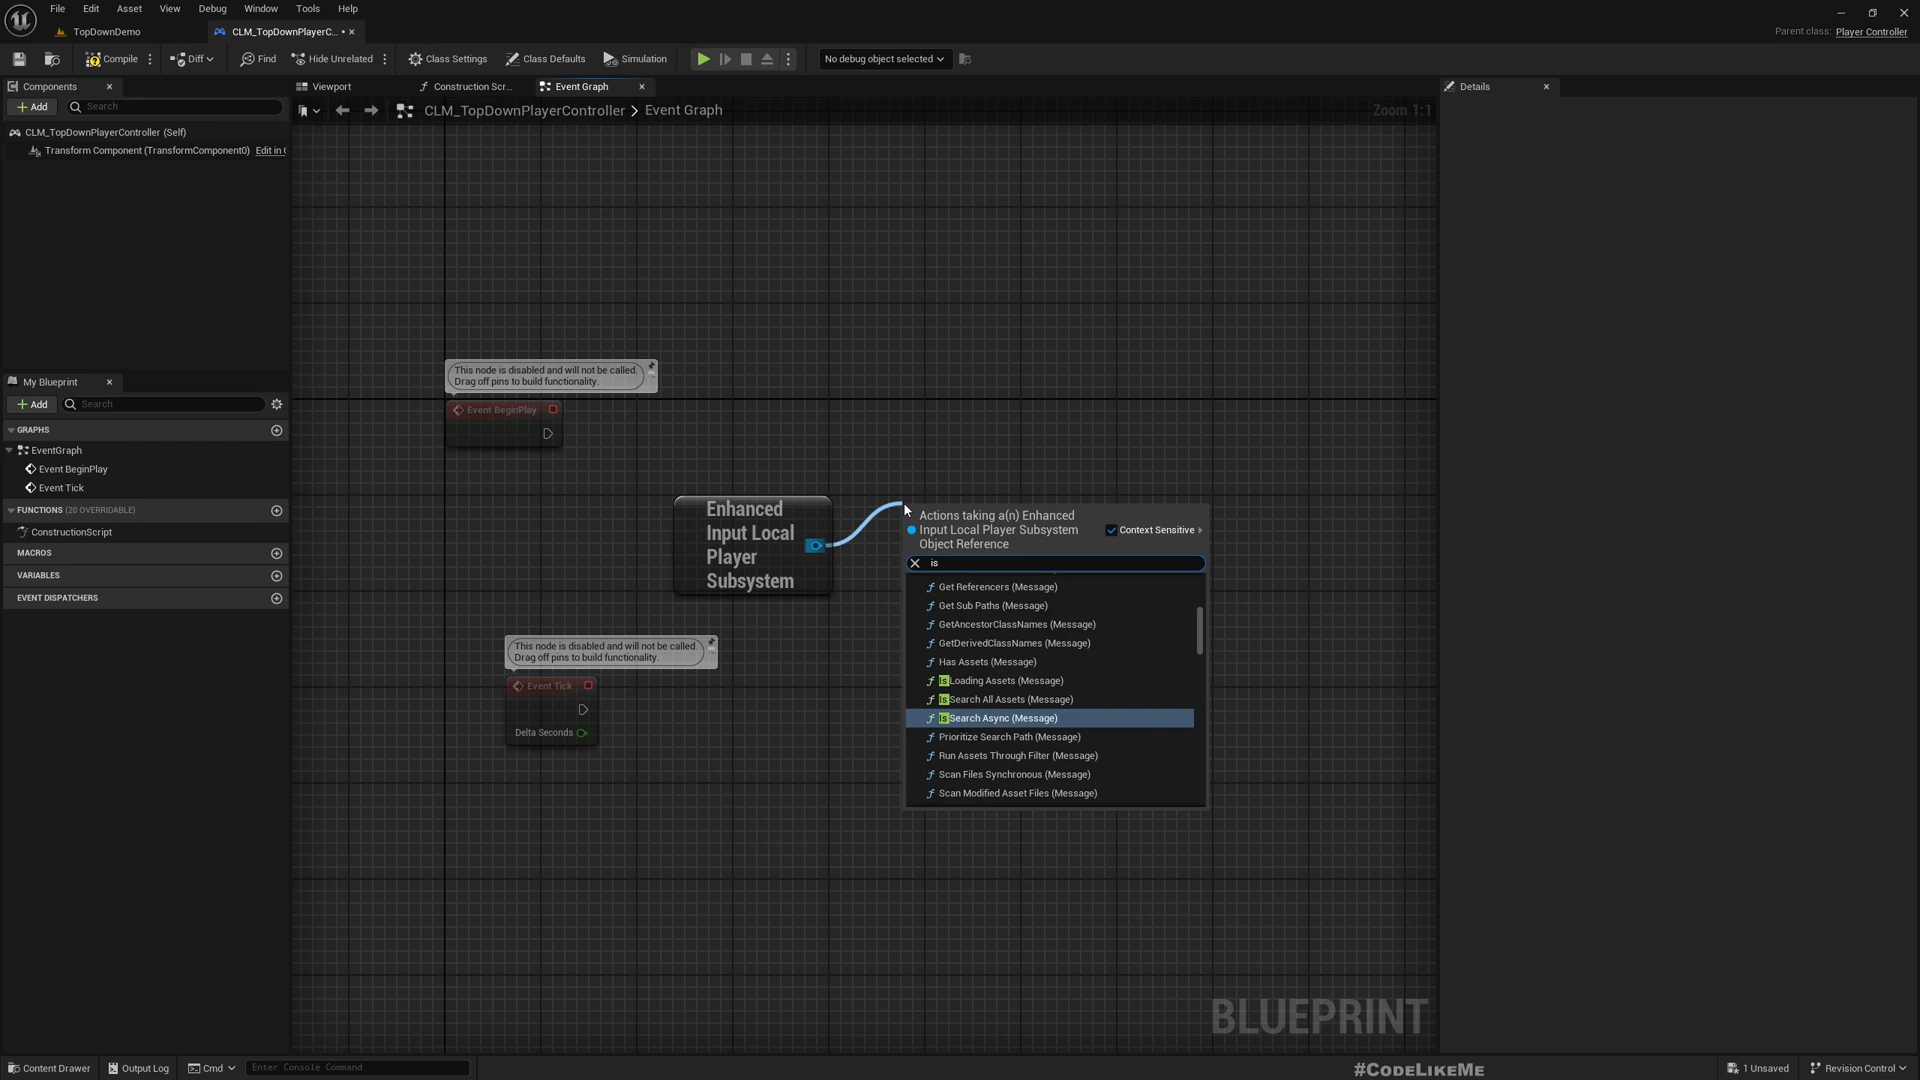 File Edit Asset View Debug Window Tools Help
TopDownDemo
CLM_TopDownPlayerC... •
Parent class: Player Controller
Compile
Diff
Find
Hide Unrelated
Class Settings
Class Defaults
Simulation
No debug object selected
Components
Add
Search
CLM_TopDownPlayerController (Self)
Transform Component (TransformComponent0) Edit in C
My Blueprint
Add
Search
GRAPHS
EventGraph
Event BeginPlay
Event Tick
FUNCTIONS (20 OVERRIDABLE)
ConstructionScript
MACROS
VARIABLES
EVENT DISPATCHERS
Viewport
Construction Scr...
Event Graph
CLM_TopDownPlayerController > Event Graph
Zoom 1:1
This node is disabled and will not be called.
Drag off pins to build functionality.
Event BeginPlay
Enhanced
Input Local
Player
Subsystem
This node is disabled and will not be called.
Drag off pins to build functionality.
Event Tick
Delta Seconds
Actions taking a(n) Enhanced
Input Local Player Subsystem
Object Reference
Context Sensitive
is
Get Referencers (Message)
Get Sub Paths (Message)
GetAncestorClassNames (Message)
GetDerivedClassNames (Message)
Has Assets (Message)
Is Loading Assets (Message)
Is Search All Assets (Message)
Is Search Async (Message)
Prioritize Search Path (Message)
Run Assets Through Filter (Message)
Scan Files Synchronous (Message)
Scan Modified Asset Files (Message)
BLUEPRINT
Details
Content Drawer
Output Log
Cmd
Enter Console Command
#CodeLikeMe
1 Unsaved
Revision Control